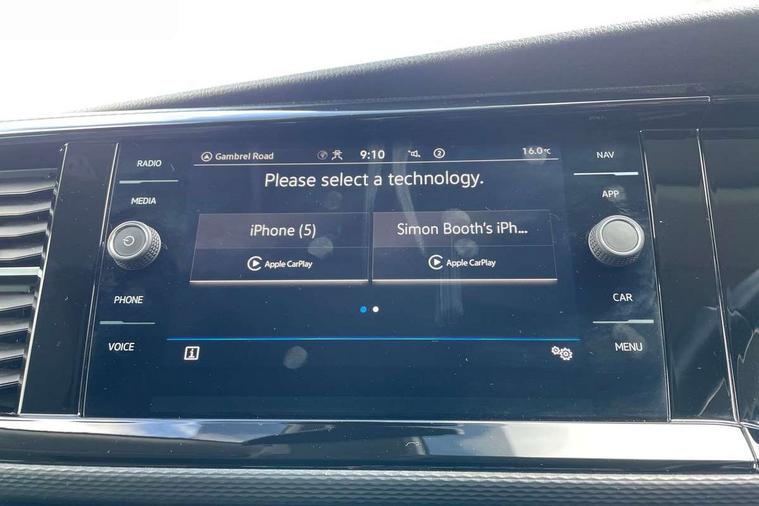 RADIO
MEDIA
PHONE
VOICE
Gambrel Road
9:10
2
16.0°C
Please select a technology.
iPhone (5)
Apple CarPlay
Simon Booth's iPh...
Apple CarPlay
i
NAV
APP
CAR
MENU